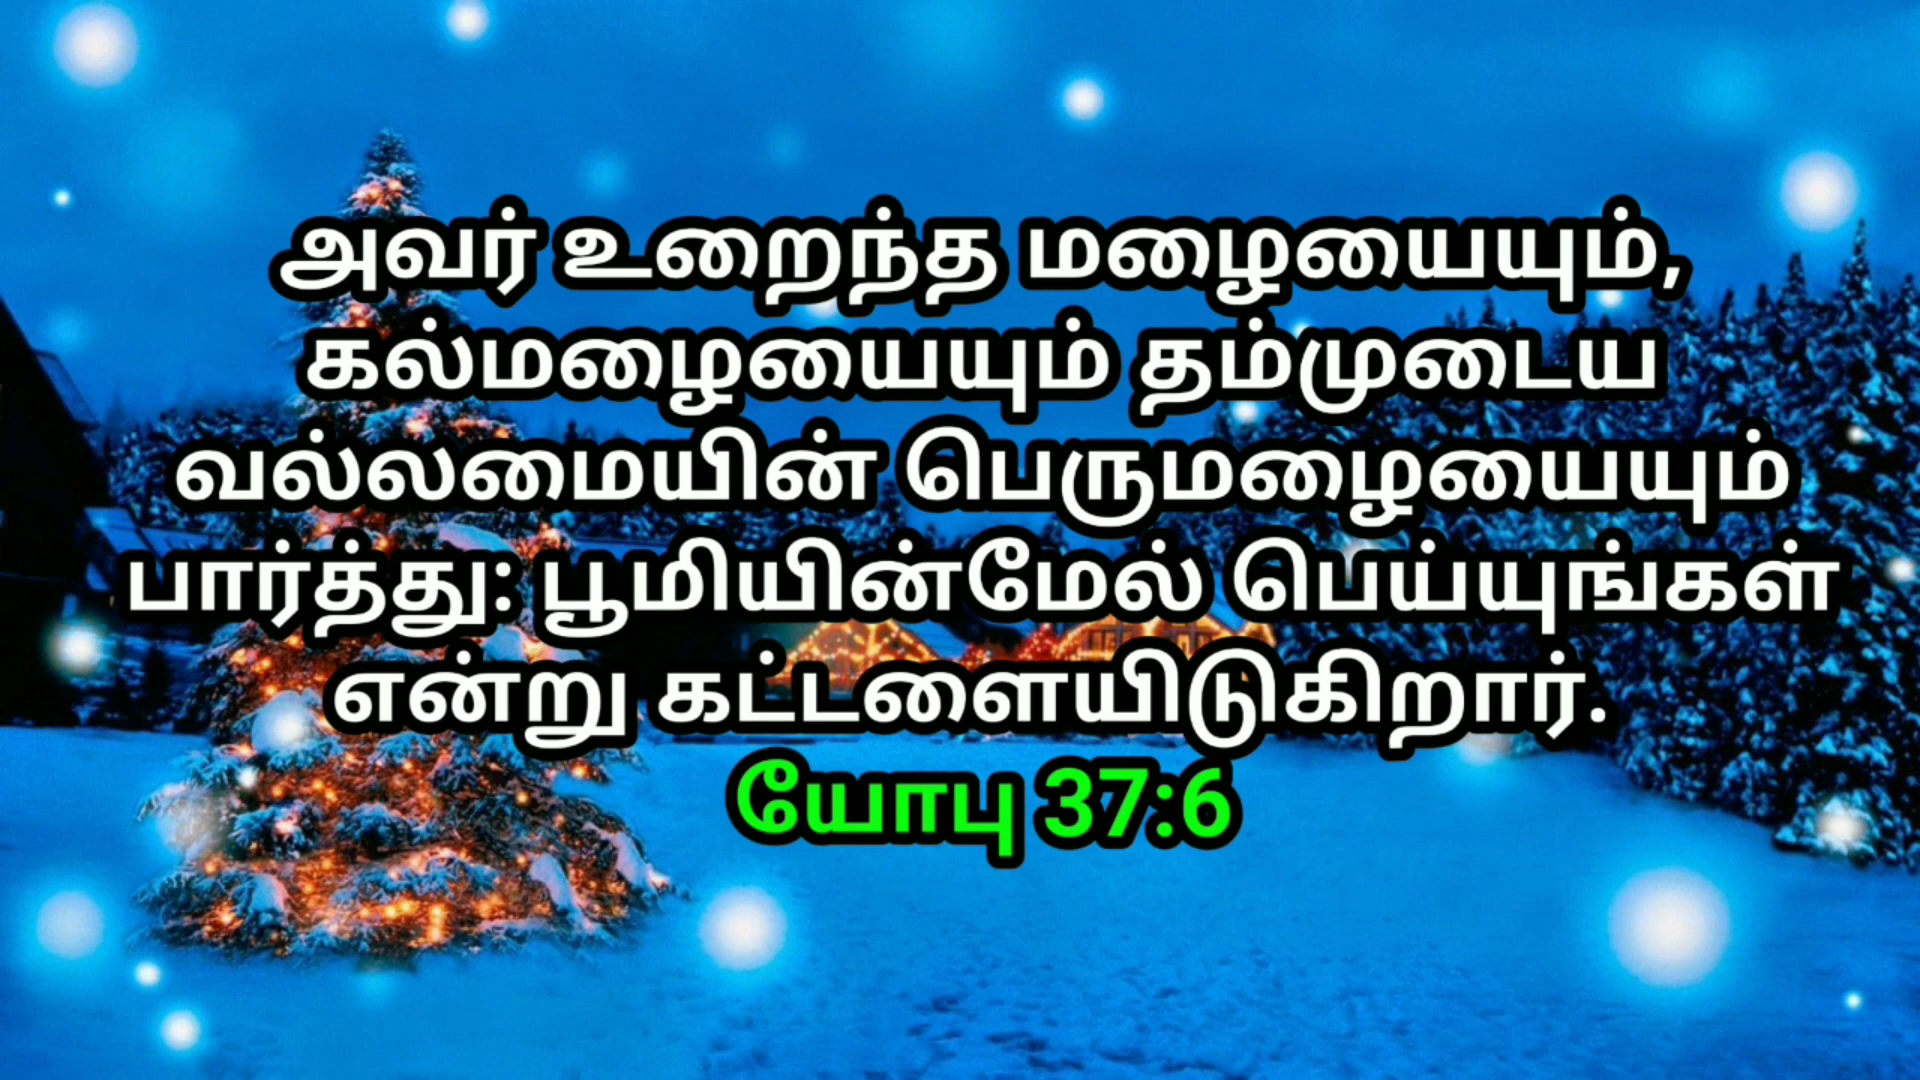 அவர் உறைந்த மழையையும்,
கல்மழையையும் தம்முடைய
வல்லமையின் பெருமழையையும்
பார்த்து: பூமியின்மேல் பெய்யுங்கள்
என்று கட்டளையிடுகிறார்.
யோபு 37:6